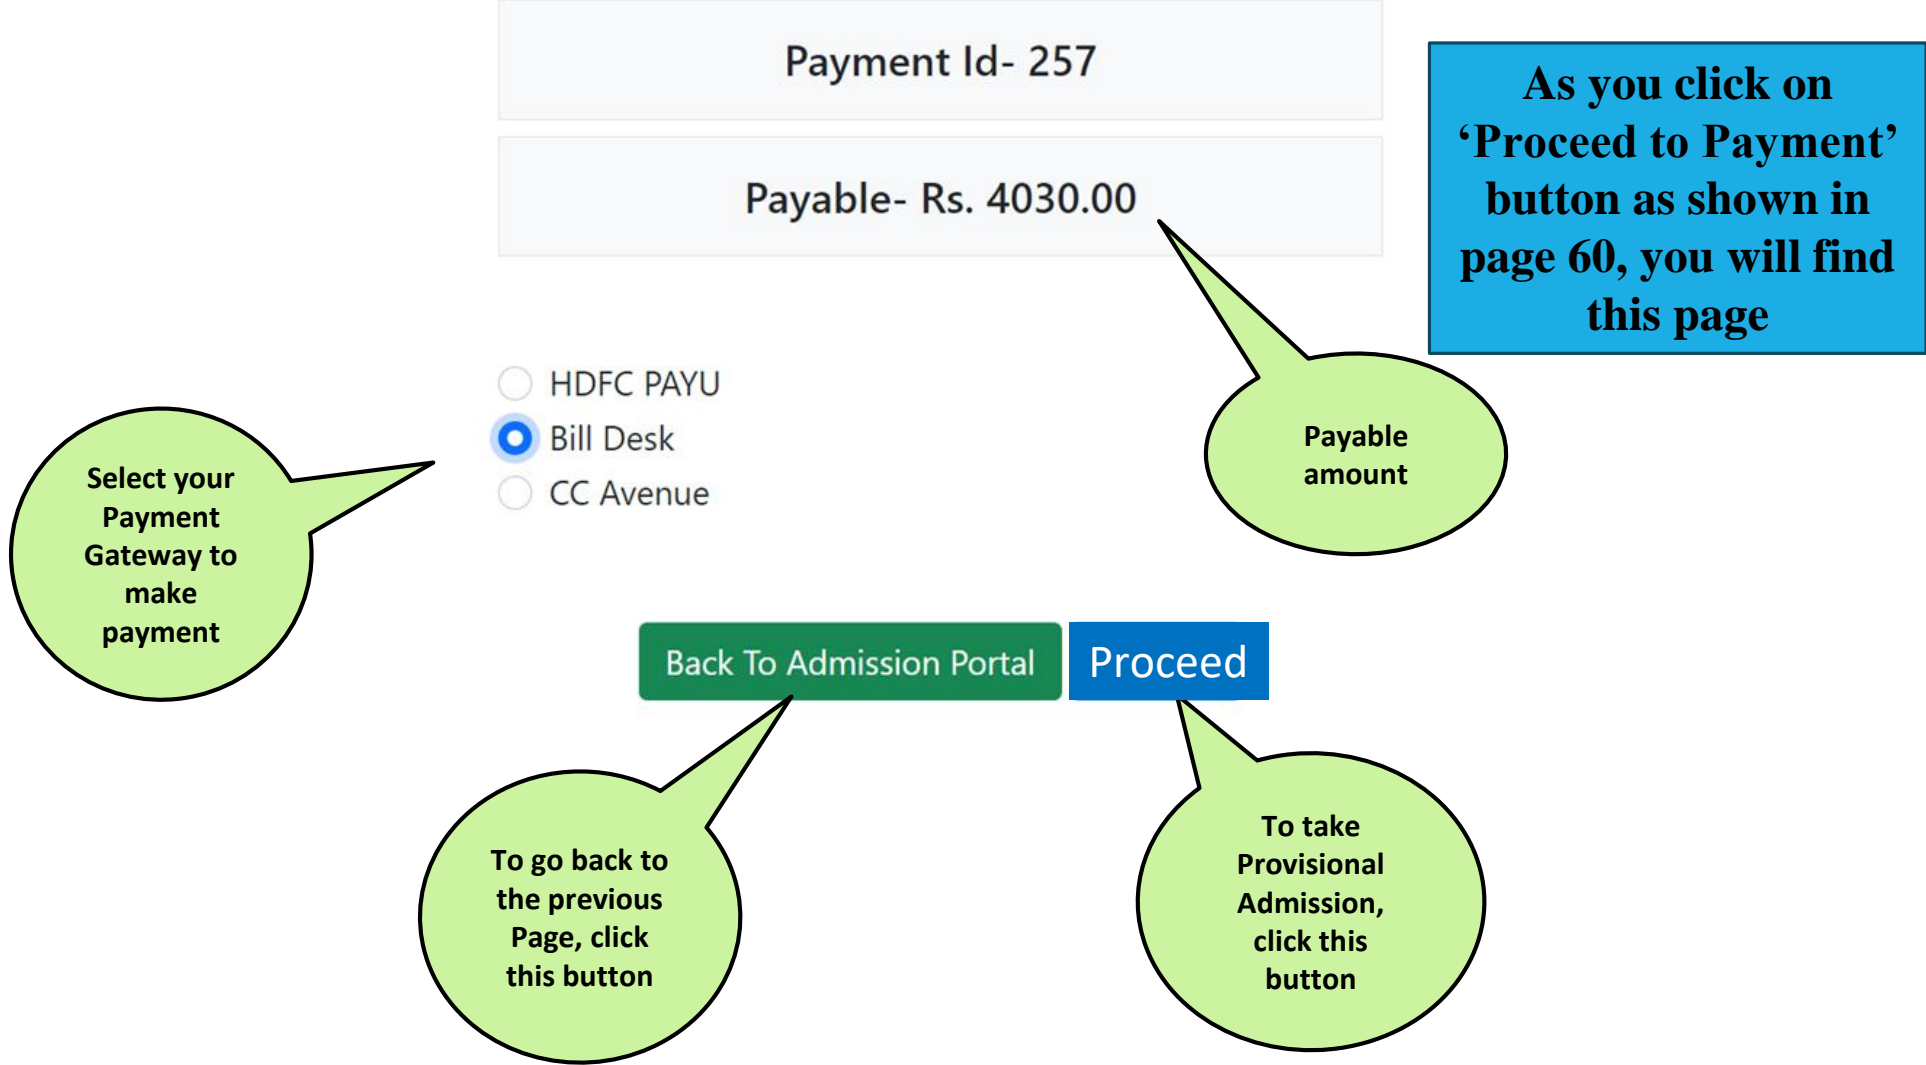 Payment Id- 257
Payable- Rs. 4030.00
As you click on
‘Proceed to Payment’
button as shown in
page 60, you will find
this page
HDFC PAYU
Bill Desk
CC Avenue
Payable
amount
Select your
Payment
Gateway to
make
payment
Back To Admission Portal
Proceed
To go back to
the previous
Page, click
this button
To take
Provisional
Admission,
click this
button